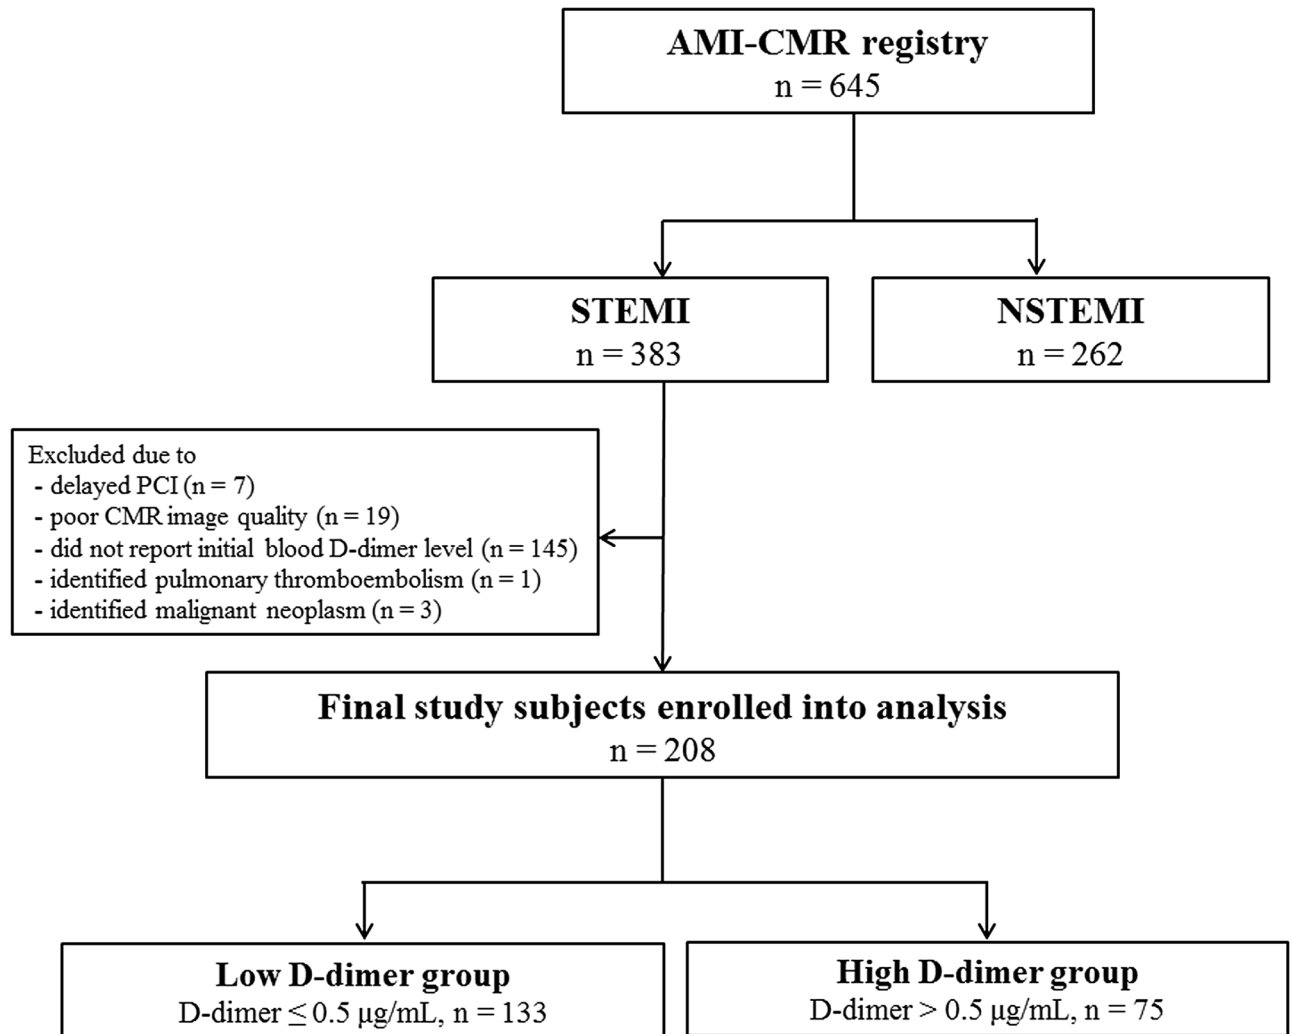 AMI-CMR registry
n = 645
STEMI
n = 383
NSTEMI
n = 262
Excluded due to
- delayed PCI (n = 7)
- poor CMR image quality (n = 19)
- did not report initial blood D-dimer level (n = 145)
- identified pulmonary thromboembolism (n = 1)
- identified malignant neoplasm (n = 3)
Final study subjects enrolled into analysis
n = 208
Low D-dimer group
D-dimer ≤ 0.5 μg/mL, n = 133
High D-dimer group
D-dimer > 0.5 μg/mL, n = 75